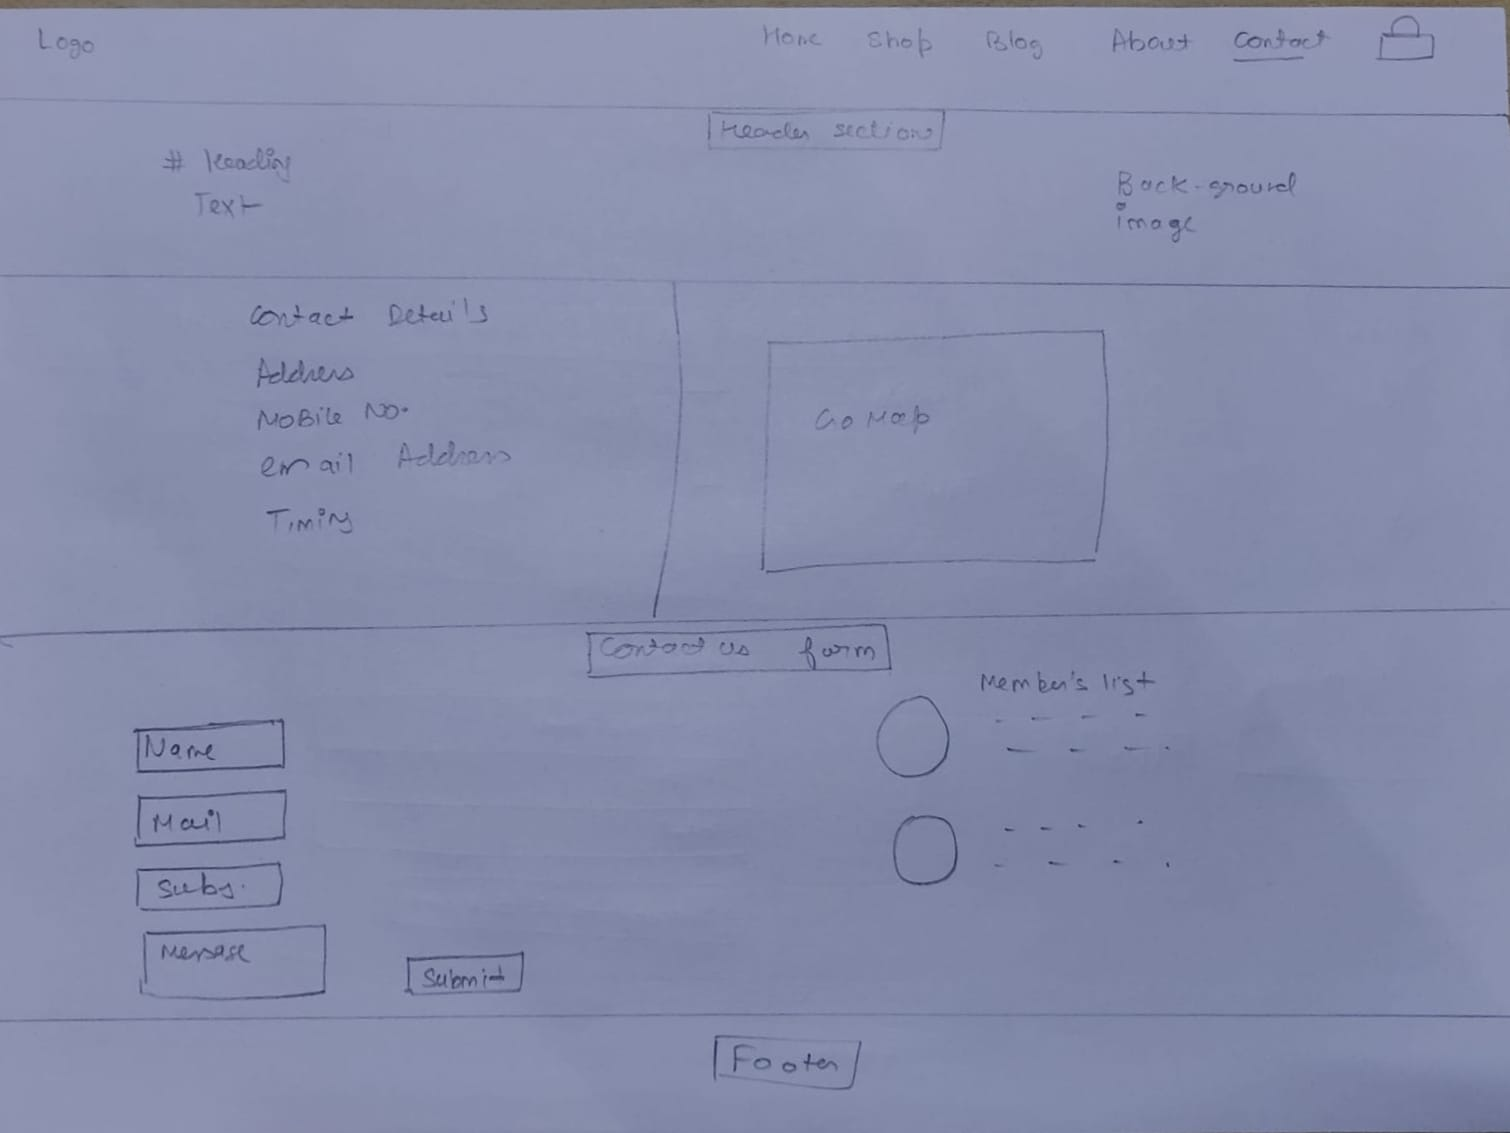 Logo
Home Shop Blog About Contact
Header section
# Heading
Text
Back-ground
image
Contact Details
Address
Mobile No.
email Address
Timing
Go Map
Contact us form
Member's list
Name
Mail
Subj.
Message
Submit
Footer